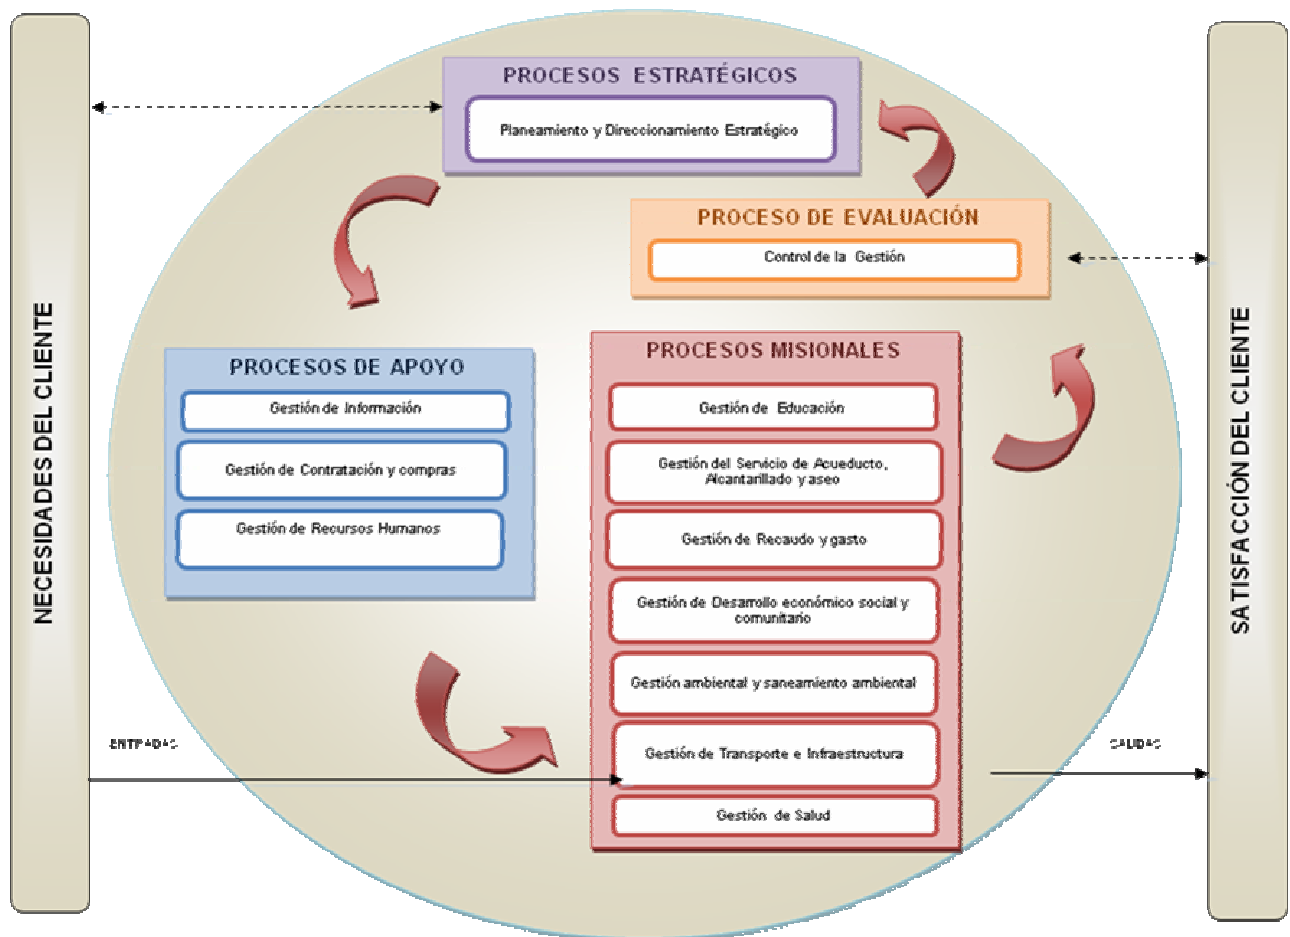 NECESIDADES DEL CLIENTE
PROCESOS ESTRATÉGICOS
Planeamiento y Direccionamiento Estratégico
PROCESO DE EVALUACIÓN
Control de la Gestión
PROCESOS DE APOYO
Gestión de Información
Gestión de Contratación y compras
Gestión de Recursos Humanos
PROCESOS MISIONALES
Gestión de Educación
Gestión del Servicio de Acueducto,
Alcantarillado y aseo
Gestión de Recaudo y gasto
Gestión de Desarrollo económico social y
comunitario
Gestión ambiental y saneamiento ambiental
Gestión de Transporte e Infraestructura
Gestión de Salud
ENTRADAS
SALIDAS
SATISFACCIÓN DEL CLIENTE